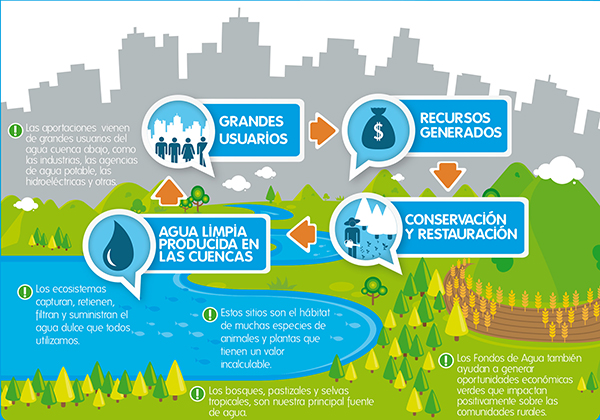 GRANDES
USUARIOS
RECURSOS
GENERADOS
$
Las aportaciones vienen
de grandes usuarios del
agua cuenca abajo, como
las industrias, las agencias
de agua potable, las
hidroeléctricas y otras.
AGUA LIMPIA
PRODUCIDA EN
LAS CUENCAS
CONSERVACIÓN
Y RESTAURACIÓN
Los ecosistemas
capturan, retienen,
filtran y suministran el
agua dulce que todos
utilizamos.
Estos sitios son el hábitat
de muchas especies de
animales y plantas que
tienen un valor
incalculable.
Los Fondos de Agua también
ayudan a generar
oportunidades económicas
verdes que impactan
positivamente sobre las
comunidades rurales.
Los bosques, pastizales y selvas
tropicales, son nuestra principal fuente
de agua.